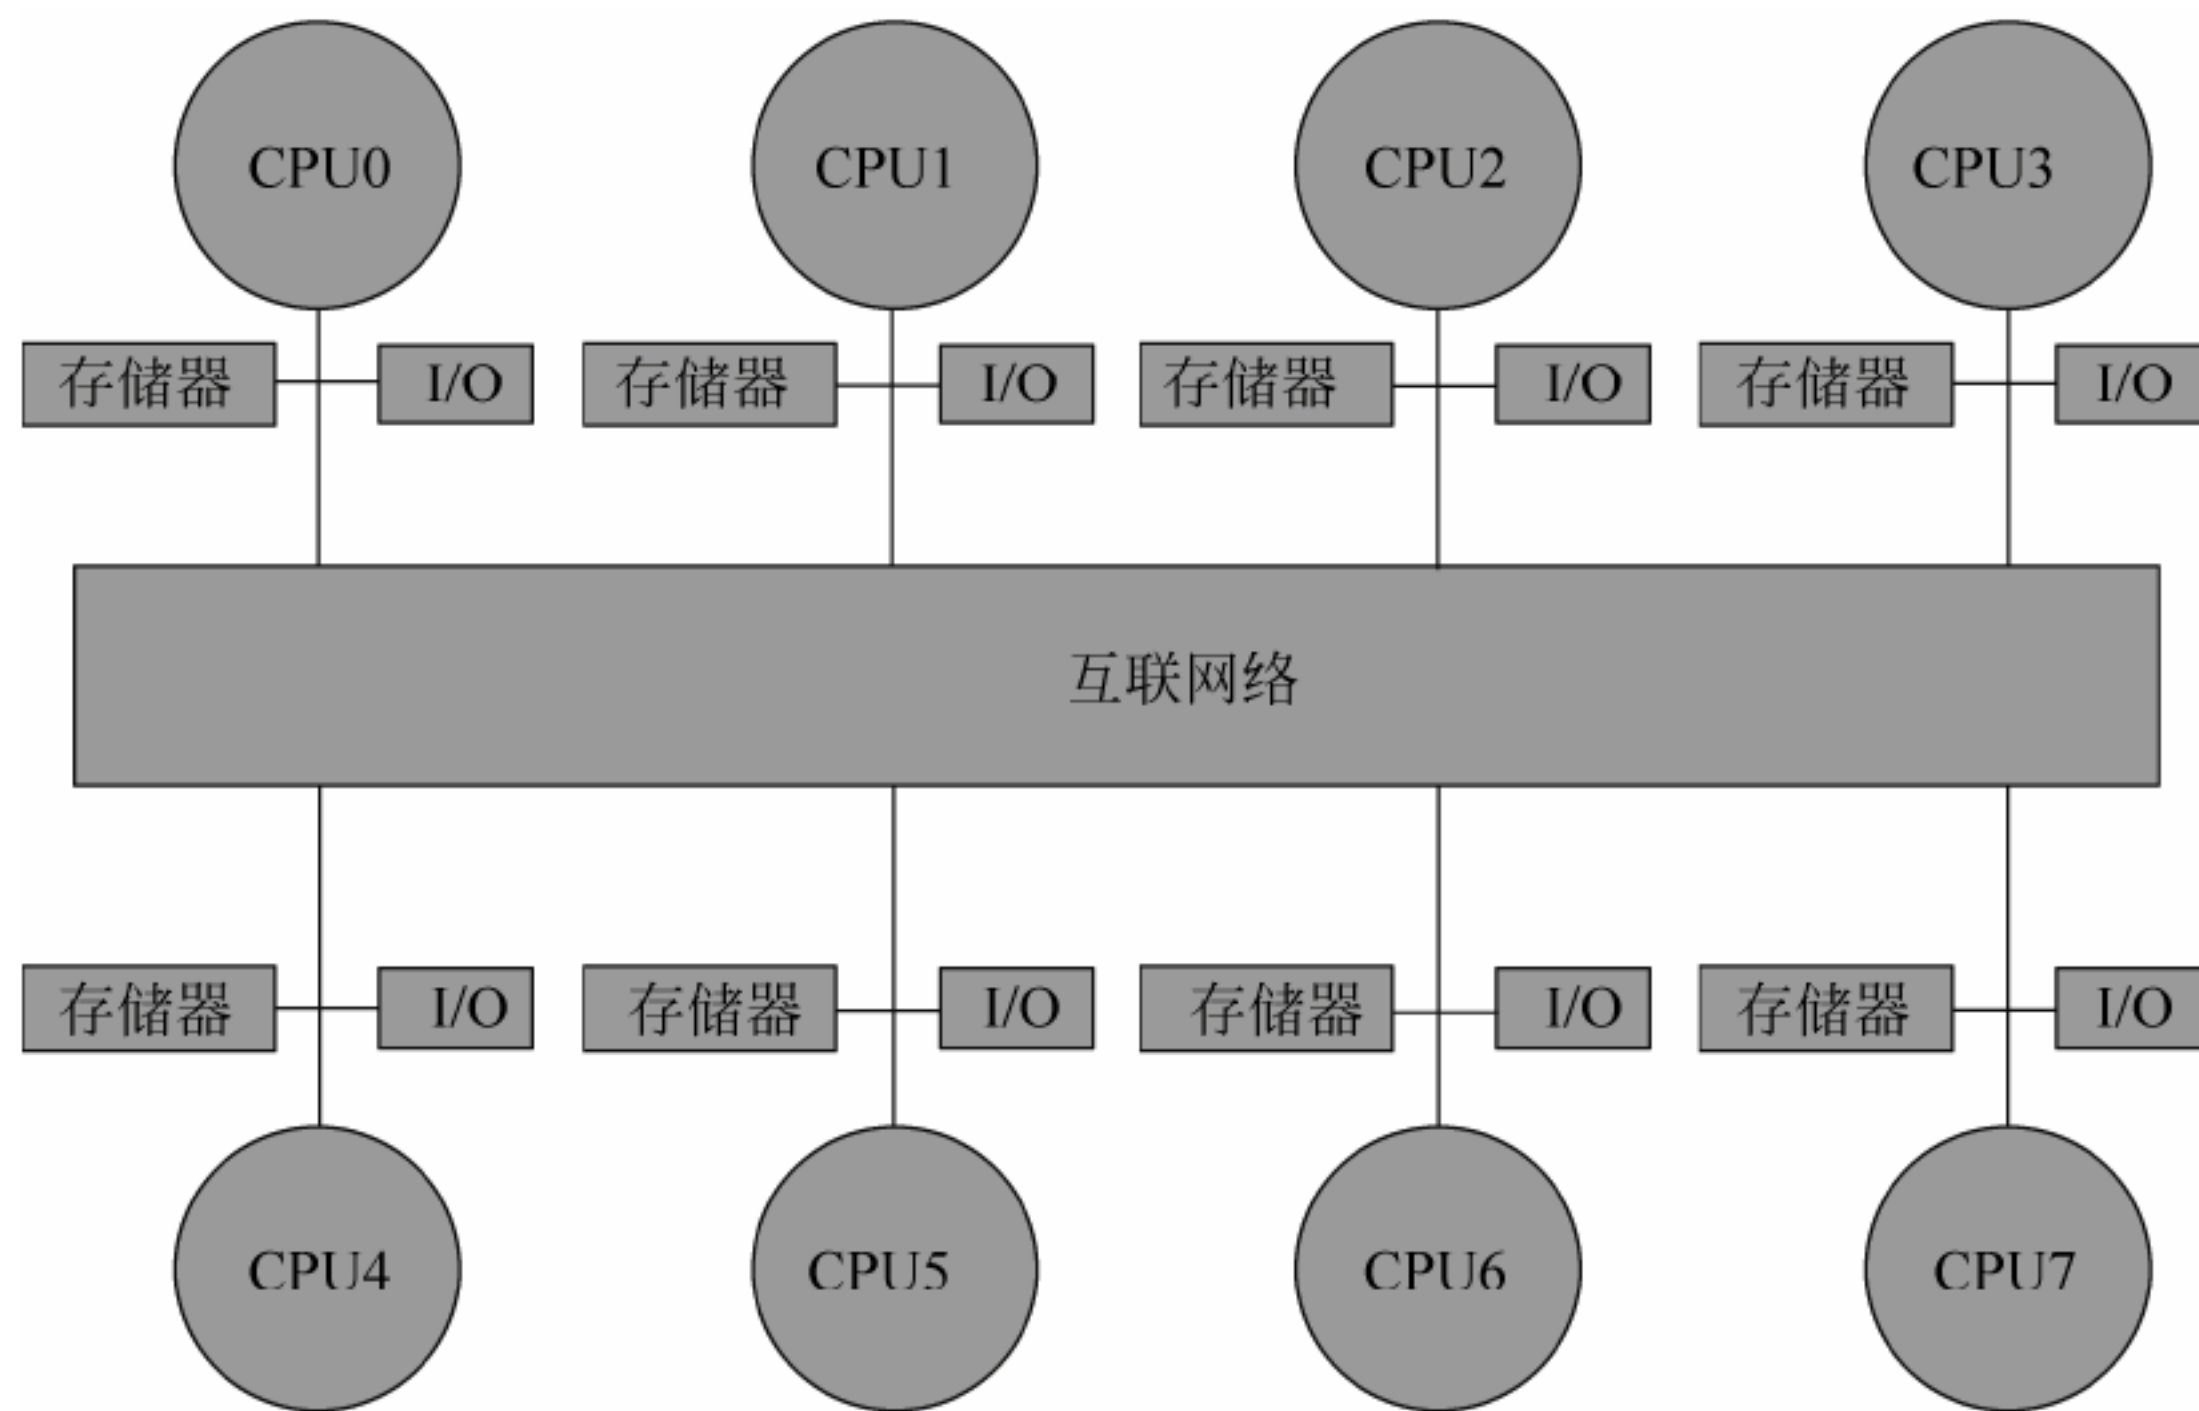 CPU0 CPU1 CPU2 CPU3
存储器 I/O 存储器 I/O 存储器 I/O 存储器 I/O
互联网络
存储器 I/O 存储器 I/O 存储器 I/O 存储器 I/O
CPU4 CPU5 CPU6 CPU7